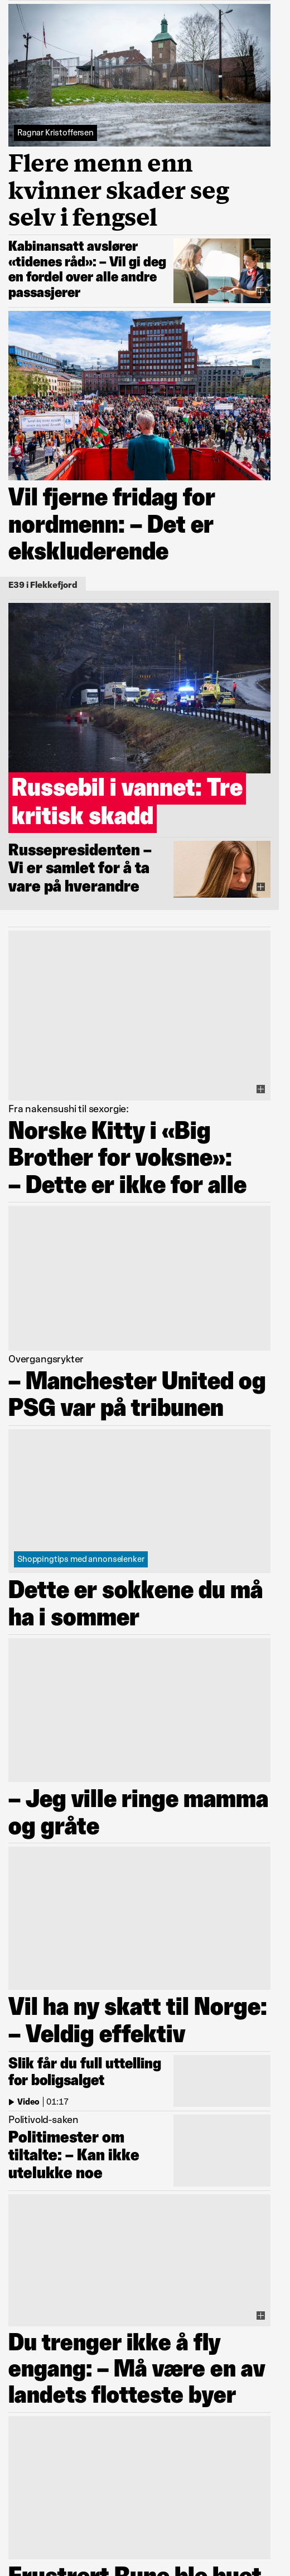 Ragnar Kristoffersen
Flere menn enn
kvinner skader seg
selv i fengsel
Kabinansatt avslører
«tidenes råd»: – Vil gi deg
en fordel over alle andre
passasjerer
Vil fjerne fridag for
nordmenn: – Det er
ekskluderende
E39 i Flekkefjord
Russebil i vannet: Tre
kritisk skadd
Russepresidenten –
Vi er samlet for å ta
vare på hverandre
Fra nakensushi til sexorgie:
Norske Kitty i «Big
Brother for voksne»:
– Dette er ikke for alle
Overgangsrykter
– Manchester United og
PSG var på tribunen
Shoppingtips med annonselenker
Dette er sokkene du må
ha i sommer
– Jeg ville ringe mamma
og gråte
Vil ha ny skatt til Norge:
– Veldig effektiv
Slik får du full uttelling
for boligsalget
Video | 01:17
Politivold-saken
Politimester om
tiltalte: – Kan ikke
utelukke noe
Du trenger ikke å fly
engang: – Må være en av
landets flotteste byer